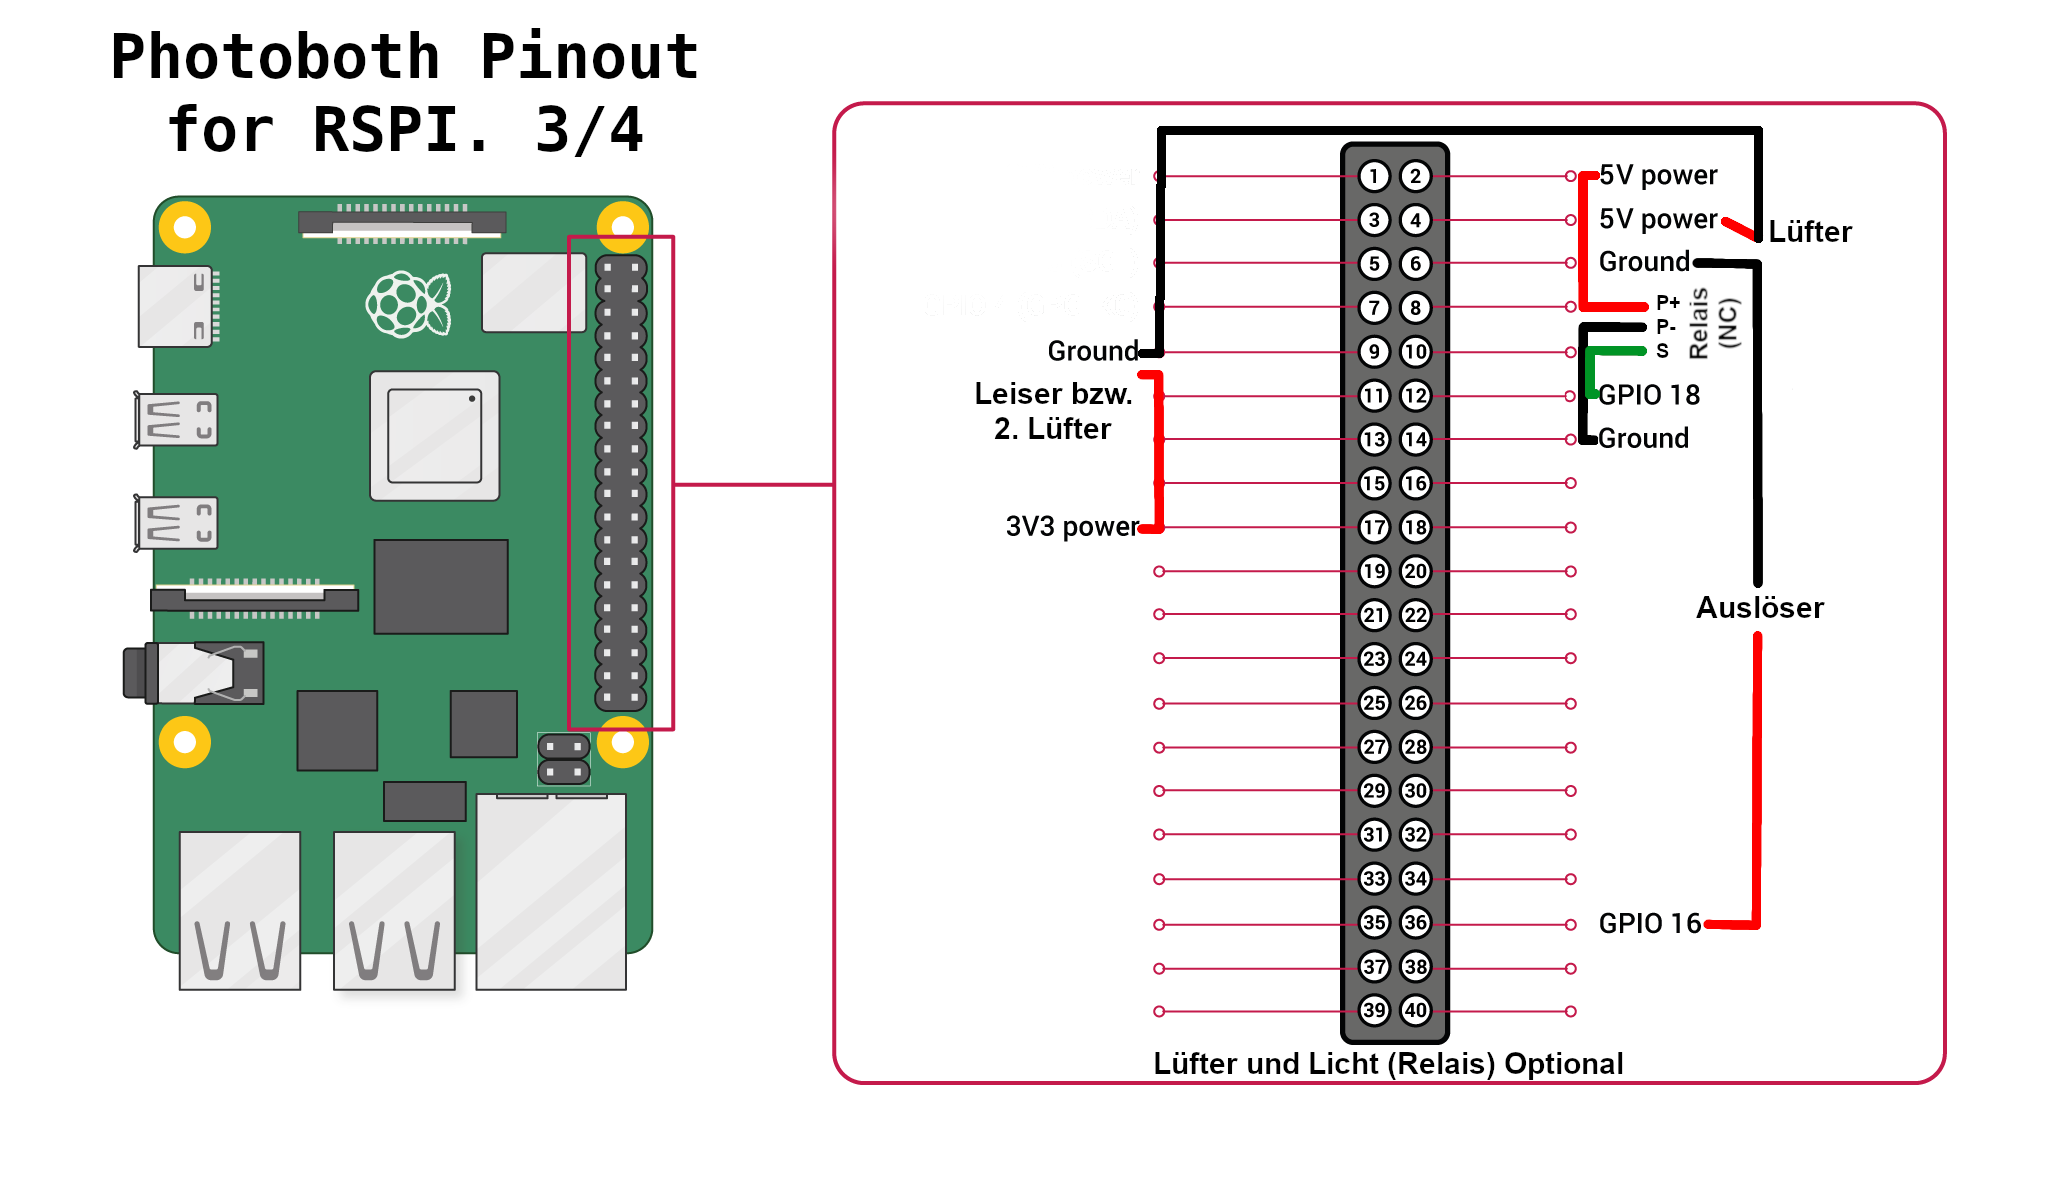 Photoboth Pinout
for RSPI. 3/4
1 2 5V power
3 4 5V power
Lüfter
5 6 Ground
7 8 P+
P-
Relais
(NC)
Ground 9 10 S
Leiser bzw. 11 12 GPIO 18
2. Lüfter 13 14 Ground
15 16
3V3 power 17 18
19 20
21 22
Auslöser
23 24
25 26
27 28
29 30
31 32
33 34
35 36 GPIO 16
37 38
39 40
Lüfter und Licht (Relais) Optional